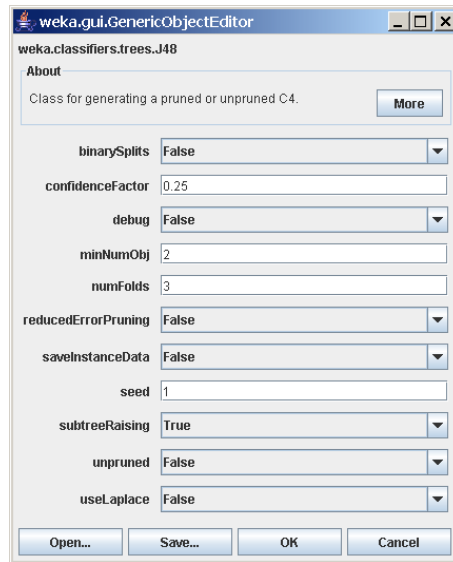 weka.gui.GenericObjectEditor
weka.classifiers.trees.J48
About
Class for generating a pruned or unpruned C4.
More
binarySplits False
confidenceFactor 0.25
debug False
minNumObj 2
numFolds 3
reducedErrorPruning False
saveInstanceData False
seed 1
subtreeRaising True
unpruned False
useLaplace False
Open... Save... OK Cancel